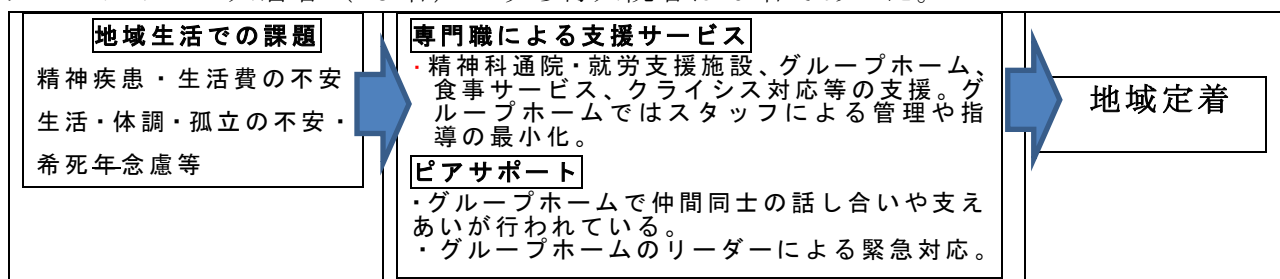 地域生活での課題
精神疾患・生活費の不安
生活・体調・孤立の不安・
希死年念慮等
専門職による支援サービス
・精神科通院・就労支援施設、グループホーム、
食事サービス、クライシス対応等の支援。グ
ループホームではスタッフによる管理や指
導の最小化。
ピアサポート
・グループホームで仲間同士の話し合いや支え
あいが行われている。
・グループホームのリーダーによる緊急対応。
地域定着